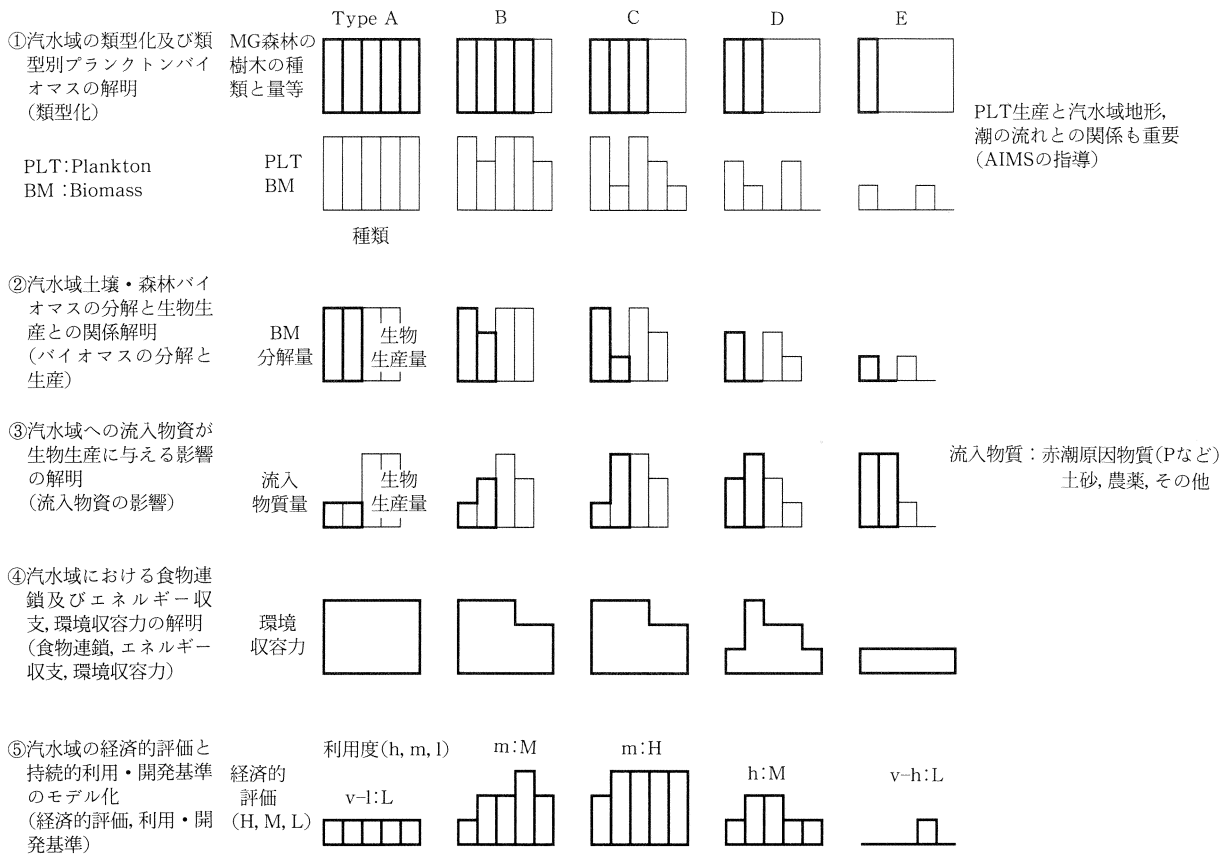 Type A B C D E
①汽水域の類型化及び類
型別プランクトンバイ
オマスの解明
(類型化)
MG森林の
樹木の種
類と量等
PLT生産と汽水域地形,
潮の流れとの関係も重要
(AIMSの指導)
PLT:Plankton
BM:Biomass
PLT
BM
種類
②汽水域土壌・森林バイ
オマスの分解と生物生
産との関係解明
(バイオマスの分解と
生産)
BM
分解量
生物
生産量
③汽水域への流入物資が
生物生産に与える影響
の解明
(流入物資の影響)
流入
物質量
生物
生産量
流入物質:赤潮原因物質(Pなど)
土砂, 農薬, その他
④汽水域における食物連
鎖及びエネルギー収
支, 環境収容力の解明
(食物連鎖, エネルギー
収支, 環境収容力)
環境
収容力
⑤汽水域の経済的評価と
持続的利用・開発基準
のモデル化
(経済的評価, 利用・開
発基準)
経済的
評価
(H, M, L)
利用度(h, m, l)
v-l:L
m:M
m:H
h:M
v-h:L